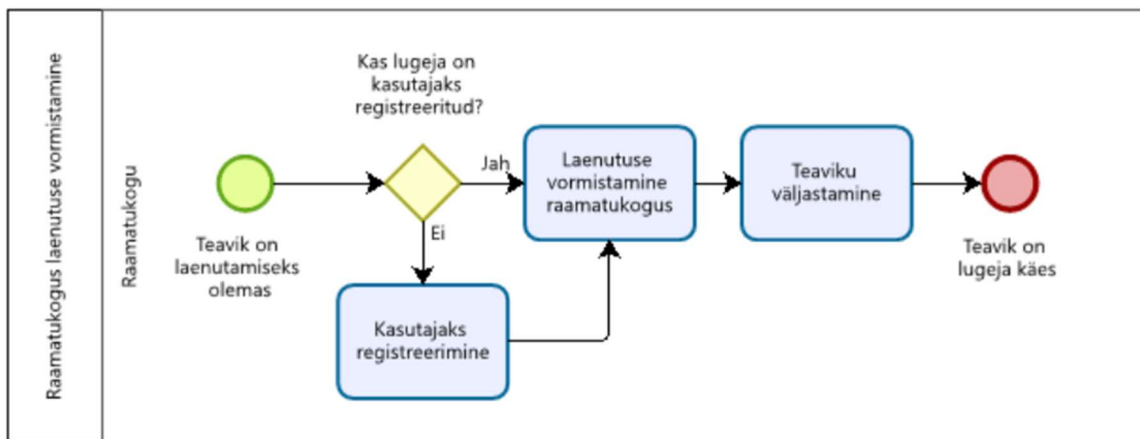 Raamatukogus laenutuse vormistamine
Raamatukogu
Teavik on
laenutamiseks
olemas
Kas lugeja on
kasutajaks
registreeritud?
Jah
Ei
Kasutajaks
registreerimine
Laenutuse
vormistamine
raamatukogus
Teaviku
väljastamine
Teavik on
lugeja käes